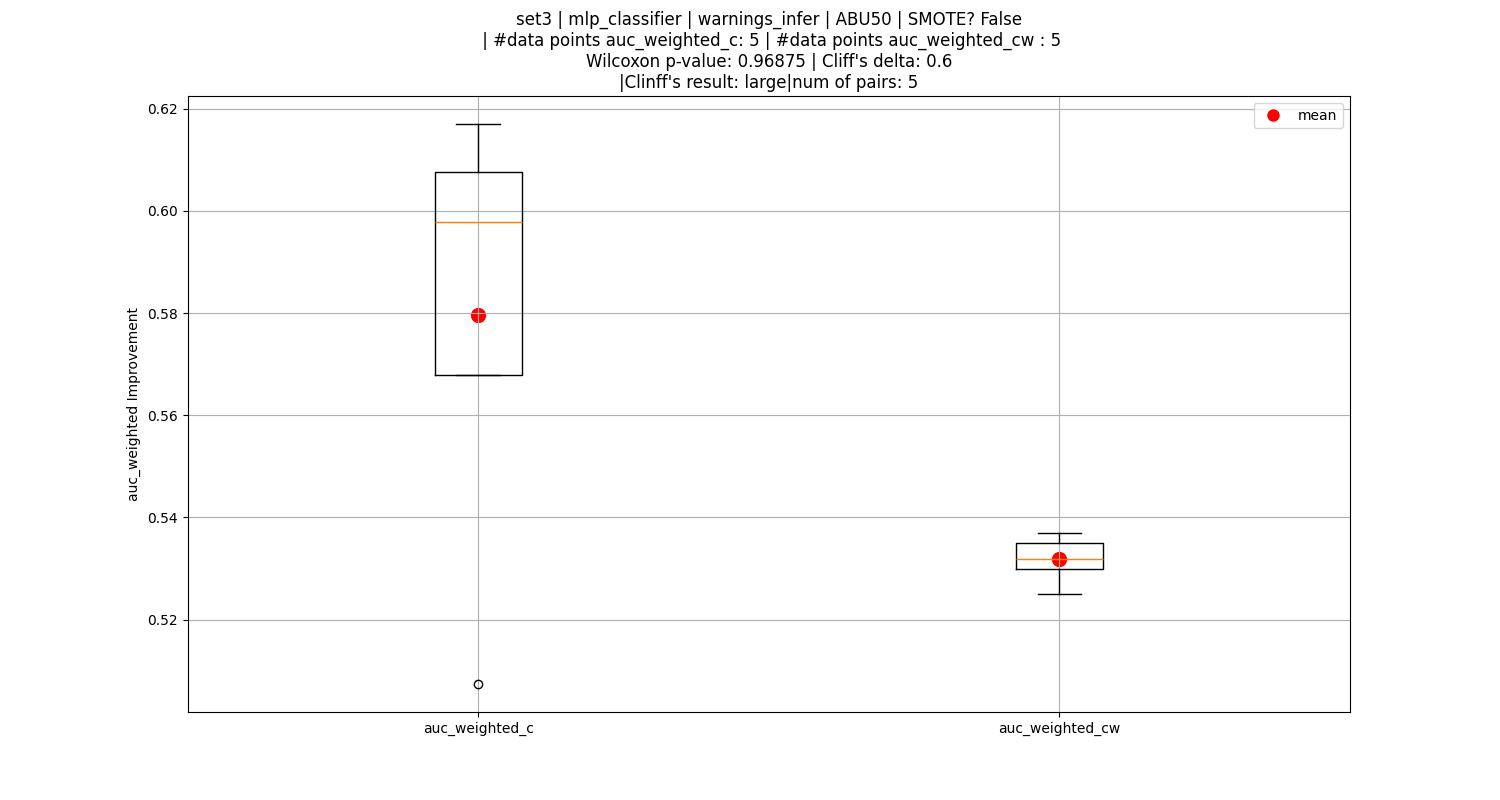 set3 | mlp_classifier | warnings_infer | ABU50 | SMOTE? False
| #data points auc_weighted_c: 5 | #data points auc_weighted_cw : 5
Wilcoxon p-value: 0.96875 | Cliff's delta: 0.6
|Clinff's result: large|num of pairs: 5
mean
auc_weighted Improvement
0.62
0.60
0.58
0.56
0.54
0.52
auc_weighted_c
auc_weighted_cw